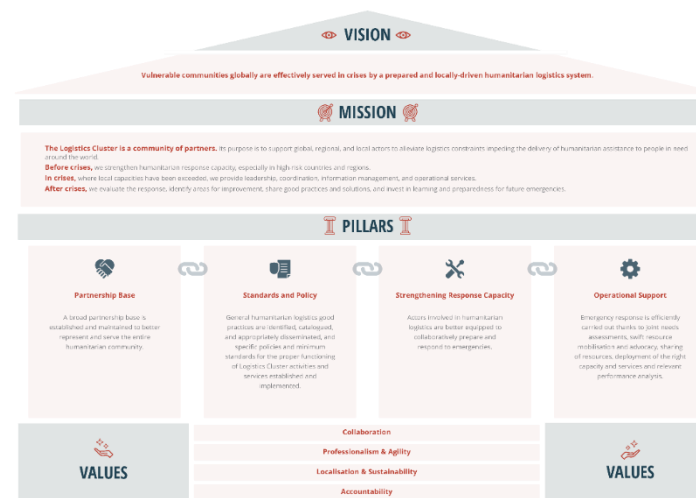 VISION
Vulnerable communities globally are effectively served in crises by a prepared and locally-driven humanitarian logistics system.
MISSION
The Logistics Cluster is a community of partners. Its purpose is to support global, regional, and local actors to alleviate logistics constraints impeding the delivery of humanitarian assistance to people in need
around the world.
Before crises, we strengthen humanitarian response capacity, especially in high risk countries and regions.
In crises, where local capacities have been exceeded, we provide leadership, coordination, information management, and operational services.
After crises, we evaluate the response, identify areas for improvement, share good practices and solutions, and invest in learning and preparedness for future emergencies.
PILLARS
Partnership Base
A broad partnership base is
established and maintained to better
represent and serve the entire
humanitarian community.
Standards and Policy
General humanitarian logistics good
practices are identified, catalogued,
and appropriately disseminated, and
specific policies and minimum
standards for the proper functioning
of Logistics Cluster activities and
services established and
implemented.
Strengthening Response Capacity
Actors involved in humanitarian
logistics are better equipped to
collaboratively prepare and
respond to emergencies.
Operational Support
Emergency response is efficiently
carried out thanks to joint needs
assessments, swift resource
mobilisation and advocacy, sharing
of resources, deployment of the right
capacity and services and relevant
performance analysis.
VALUES
Collaboration
Professionalism & Agility
Localisation & Sustainability
Accountability
VALUES